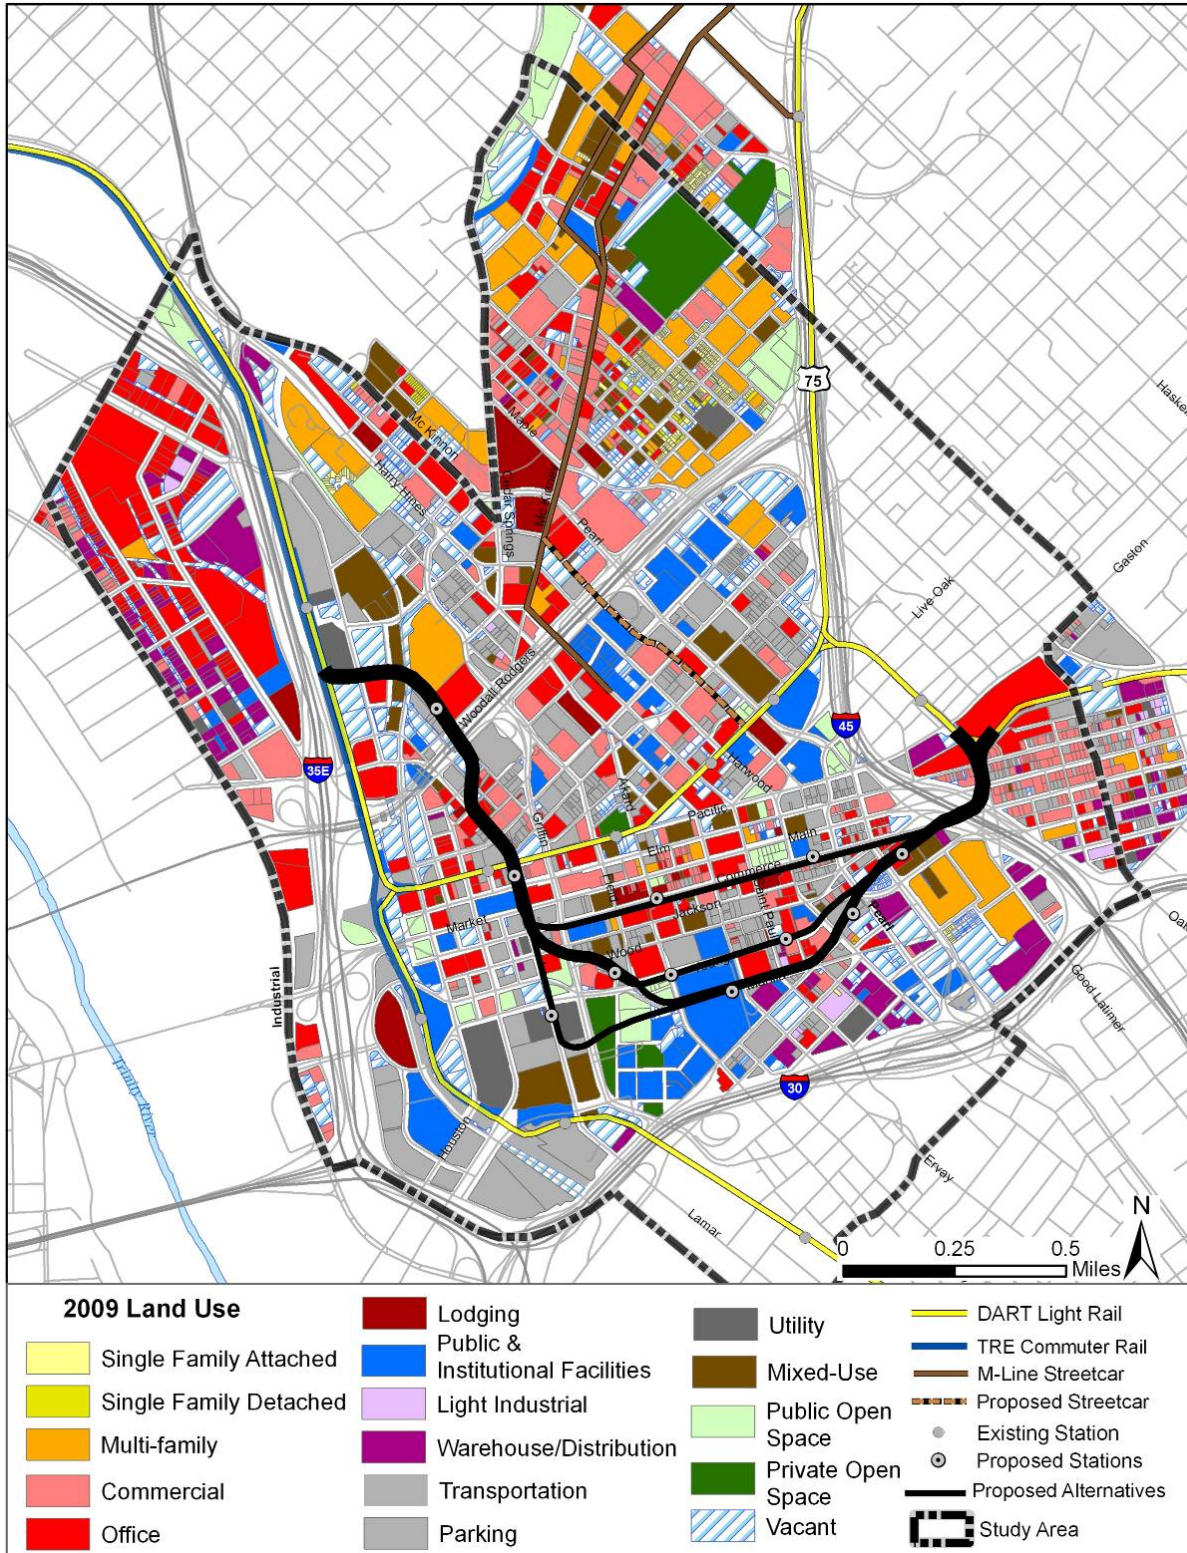 75
Haskel
Maple
Mc Kinnon
Harry Hines
Cedar Springs
Pearl
Gaston
Live Oak
Woodall Rodgers
45
35E
Harwood
Akard
Pacific
Griffin
Main
Elm
Commerce
Field
Saint Paul
Jackson
Market
Pearl
Oak
Wood
Good Latimer
Industrial
Trinity River
30
Houston
Ervay
Lamar
N
0 0.25 0.5
Miles
2009 Land Use
Single Family Attached
Single Family Detached
Multi-family
Commercial
Office
Lodging
Public &
Institutional Facilities
Light Industrial
Warehouse/Distribution
Transportation
Parking
Utility
Mixed-Use
Public Open
Space
Private Open
Space
Vacant
DART Light Rail
TRE Commuter Rail
M-Line Streetcar
Proposed Streetcar
Existing Station
Proposed Stations
Proposed Alternatives
Study Area